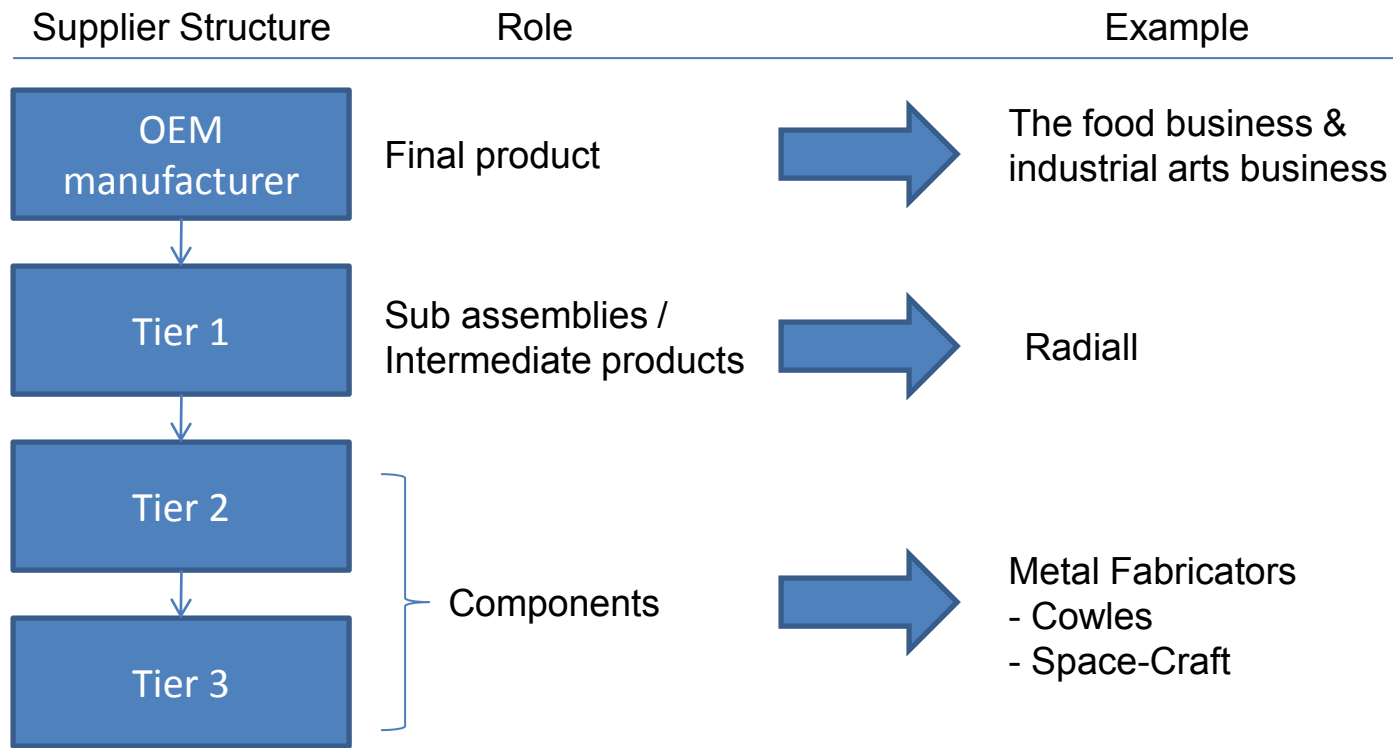 Supplier Structure
Role
Example
OEM
manufacturer
Final product
The food business &
industrial arts business
Tier 1
Sub assemblies /
Intermediate products
Radiall
Tier 2
Tier 3
Components
Metal Fabricators
- Cowles
- Space-Craft